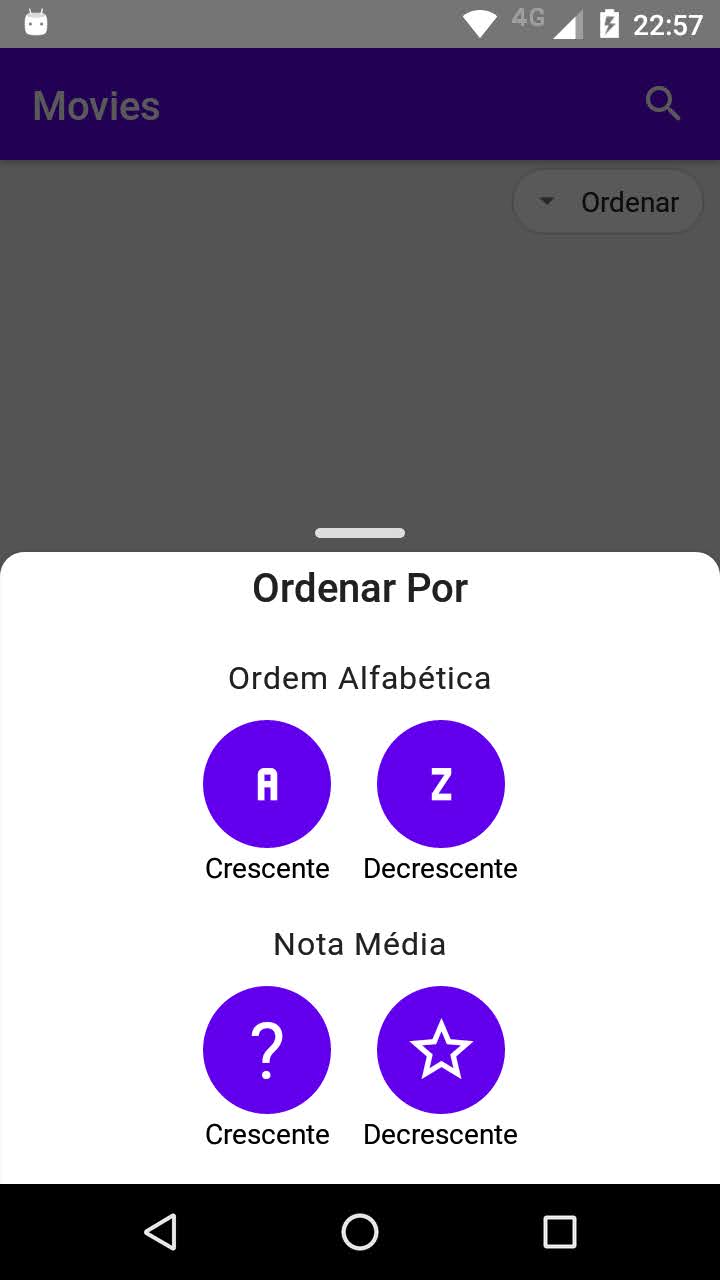 4G 22:57
Movies
Ordenar
Ordenar Por
Ordem Alfabética
A Z
Crescente Decrescente
Nota Média
?
Crescente Decrescente